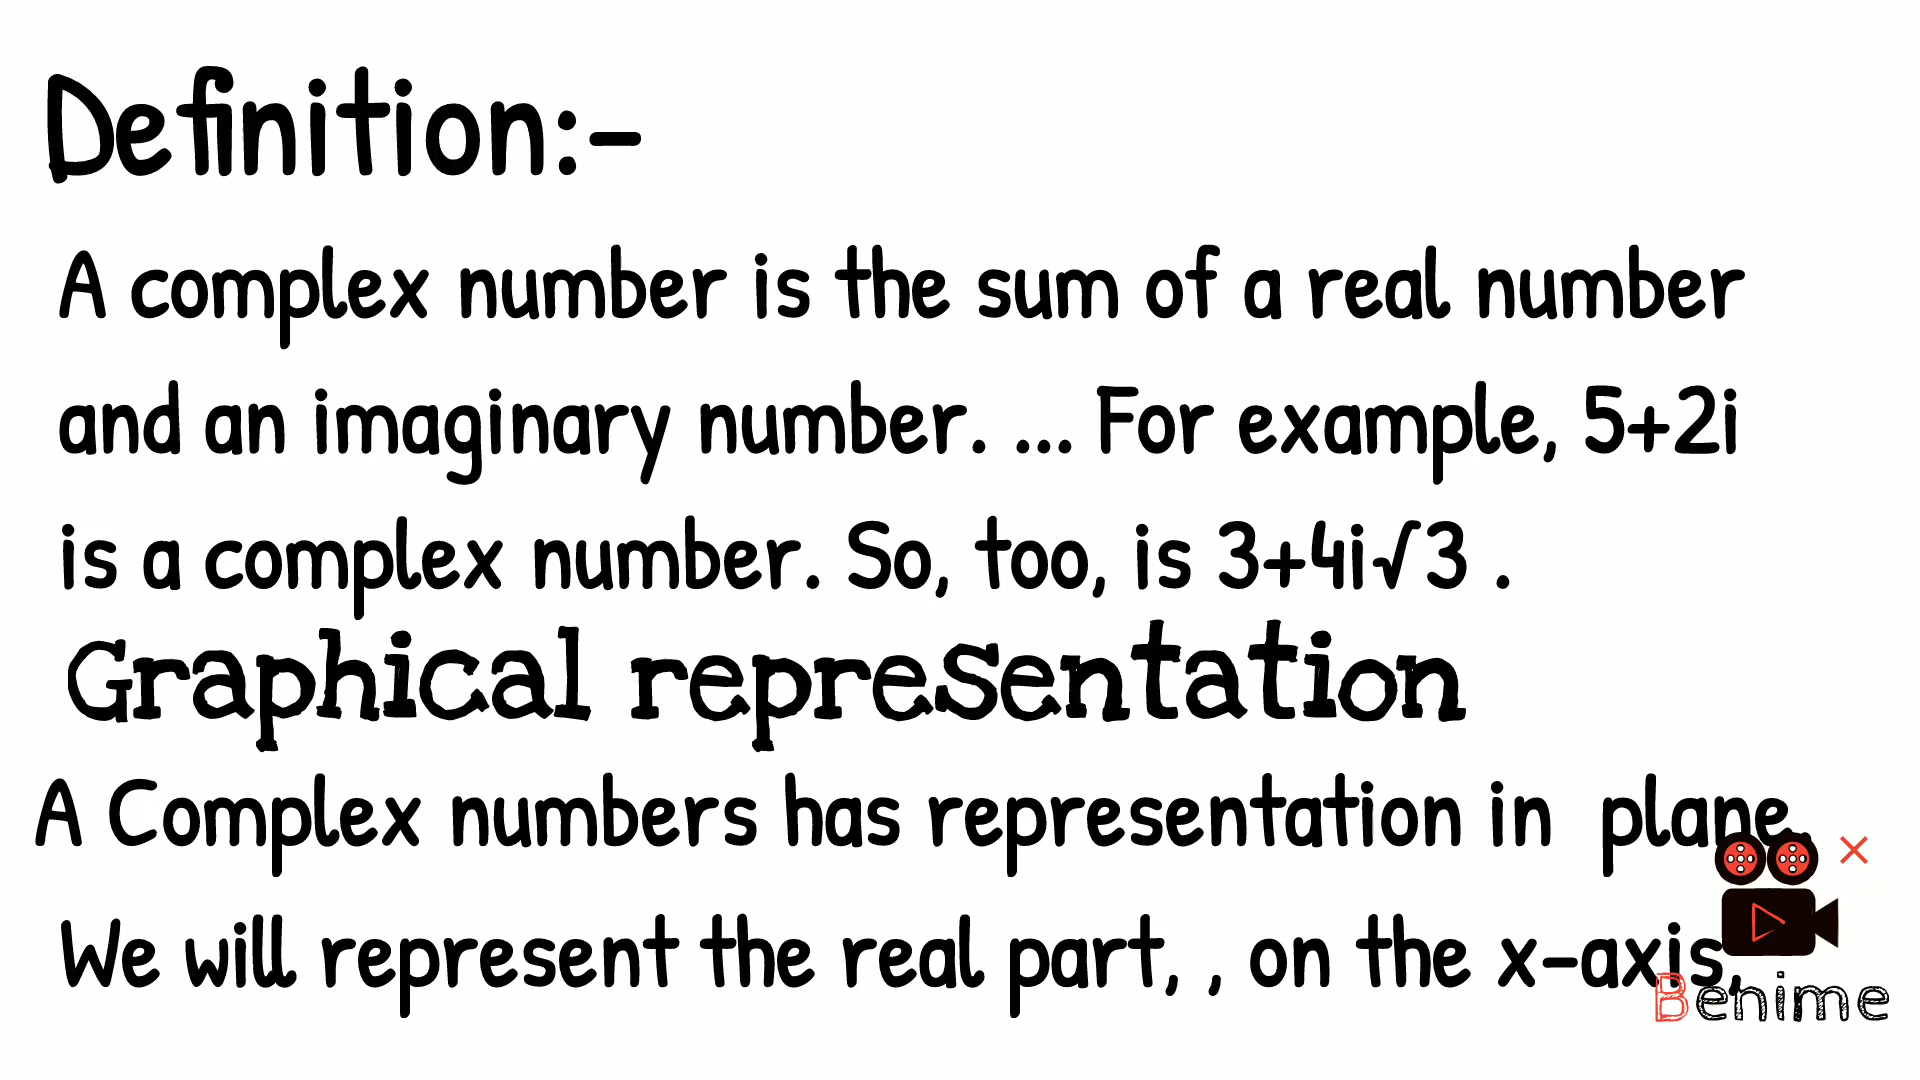 Definition:-
A complex number is the sum of a real number
and an imaginary number. ... For example, 5+2i
is a complex number. So, too, is 3+4i√3 .
Graphical representation
A Complex numbers has representation in plane.
We will represent the real part, , on the x-axis,
Benime